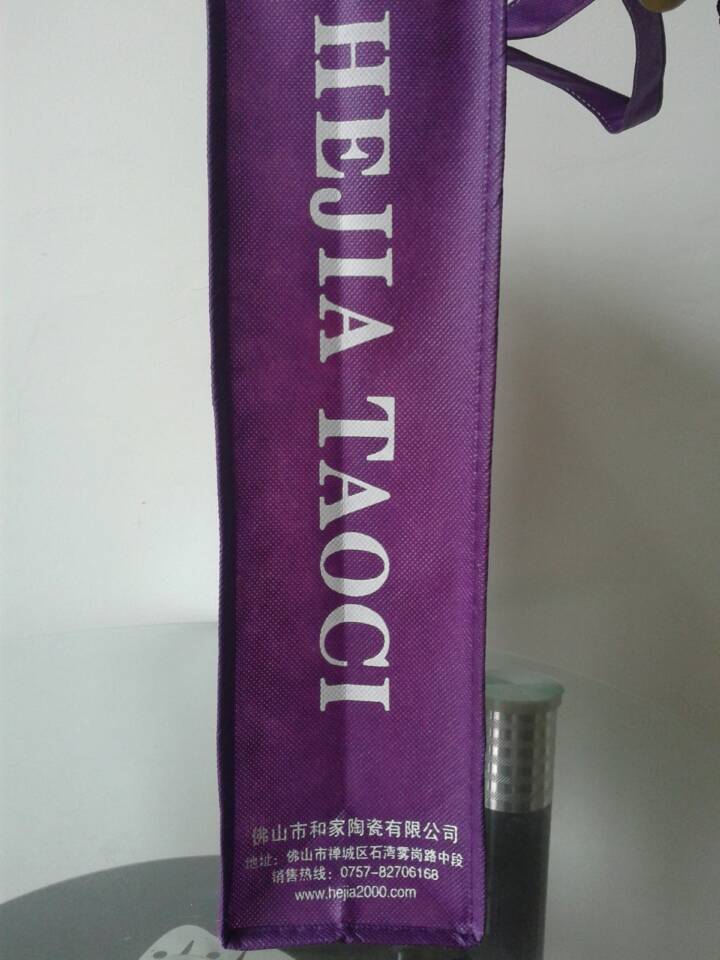 HEJIA TAOCI
佛山市和家陶瓷有限公司
地址：佛山市禅城区石湾雾岗路中段
销售热线：0757-82706168
www.hejia2000.com